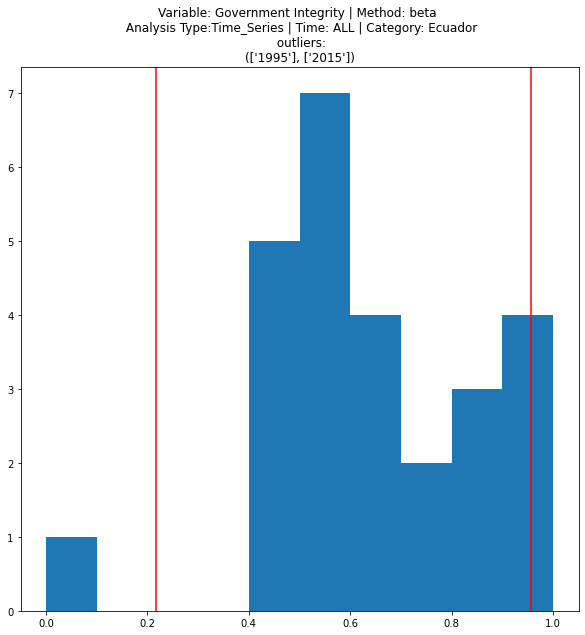 Variable: Government Integrity | Method: beta
Analysis Type:Time_Series | Time: ALL | Category: Ecuador
outliers:
(['1995'], ['2015'])
7
6
5
4
3
2
1
0
0.0 0.2 0.4 0.6 0.8 1.0